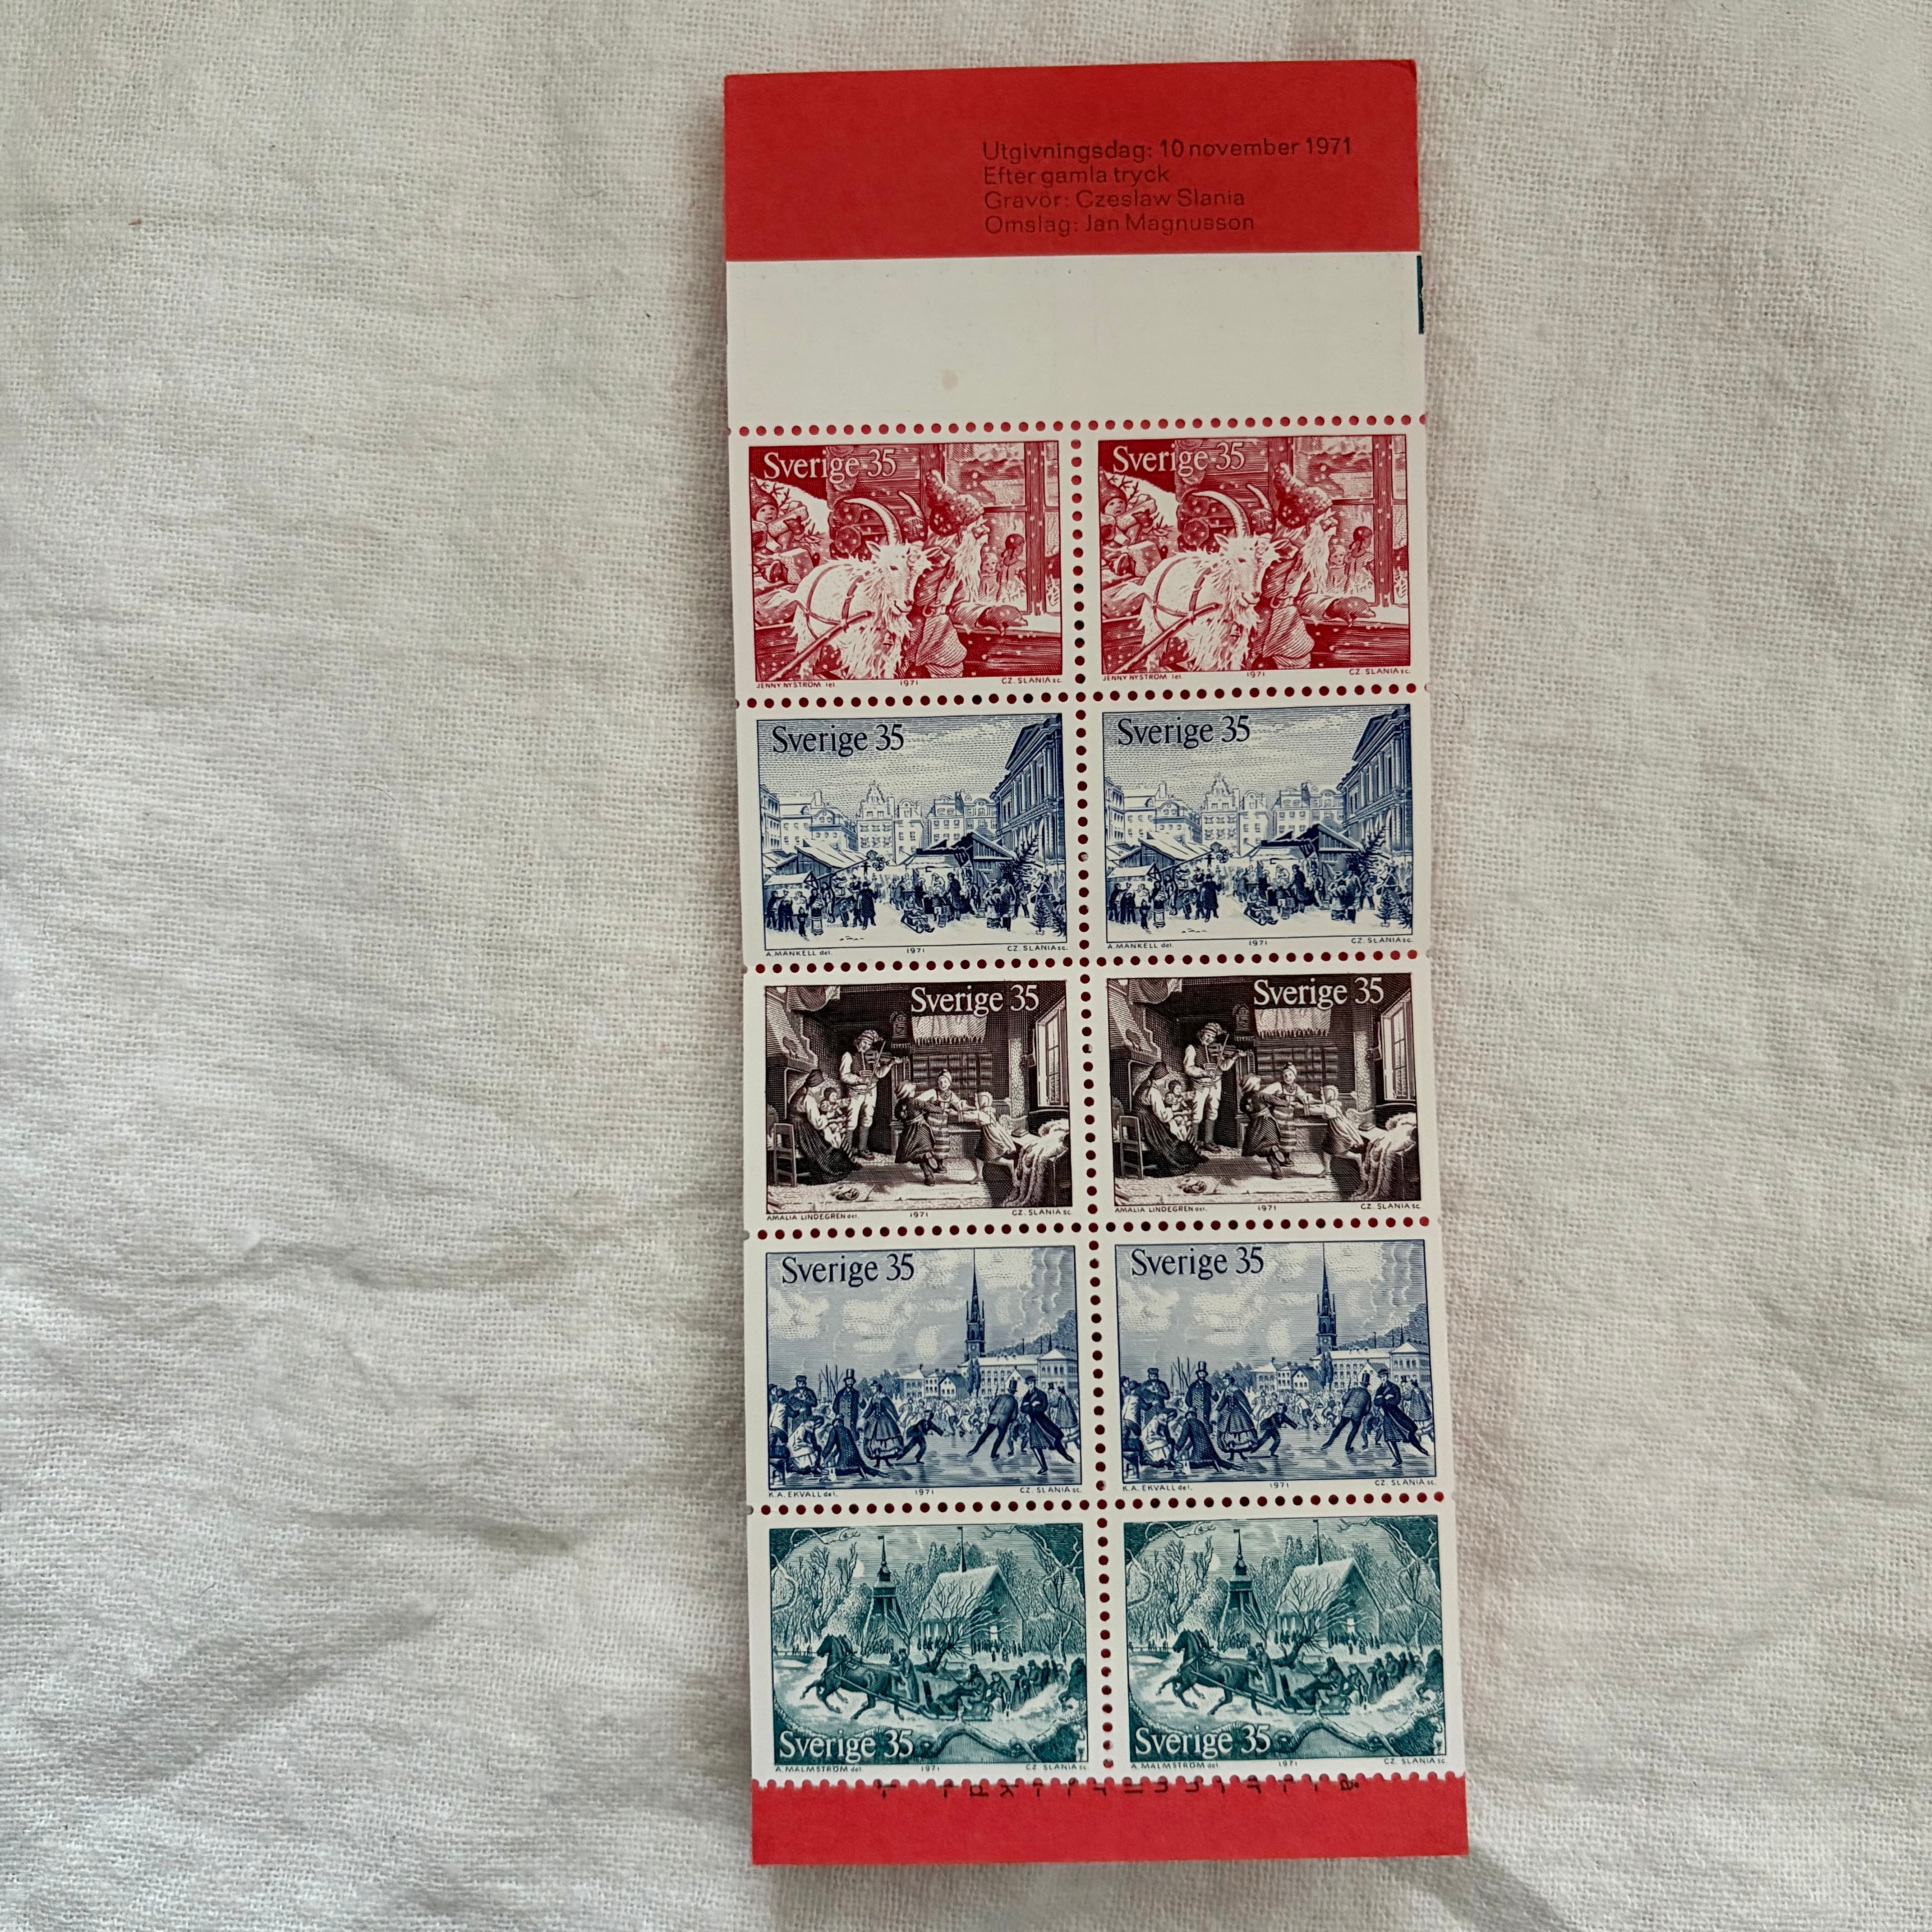 Utgivningsdag: 10 november 1971
Efter gamla tryck
Gravör: Czeslaw Slania
Omslag: Jan Magnusson
Sverige 35
Sverige 35
JENNY NYSTRÖM del. 1971 CZ. SLANIA sc.
JENNY NYSTRÖM del. 1971 CZ. SLANIA sc.
Sverige 35
Sverige 35
A. MANKELL del. 1971 CZ. SLANIA sc.
A. MANKELL del. 1971 CZ. SLANIA sc.
Sverige 35
Sverige 35
AMALIA LINDEGREN del. 1971 CZ. SLANIA sc.
AMALIA LINDEGREN del. 1971 CZ. SLANIA sc.
Sverige 35
Sverige 35
K.A. EKVALL del. 1971 CZ. SLANIA sc.
K.A. EKVALL del. 1971 CZ. SLANIA sc.
Sverige 35
Sverige 35
A. MALMSTRÖM del. 1971 CZ. SLANIA sc.
A. MALMSTRÖM del. 1971 CZ. SLANIA sc.